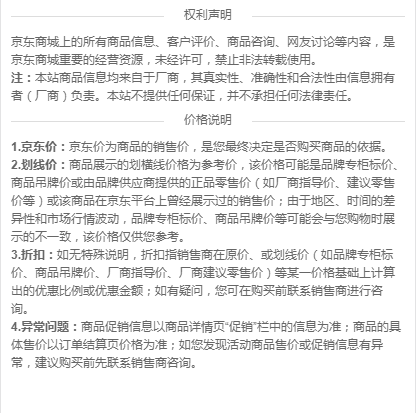 权利声明
京东商城上的所有商品信息、客户评价、商品咨询、网友讨论等内容，是
京东商城重要的经营资源，未经许可，禁止非法转载使用。
注：本站商品信息均来自于厂商，其真实性、准确性和合法性由信息拥有
者（厂商）负责。本站不提供任何保证，并不承担任何法律责任。
价格说明
1.京东价：京东价为商品的销售价，是您最终决定是否购买商品的依据。
2.划线价：商品展示的划横线价格为参考价，该价格可能是品牌专柜标价、
商品吊牌价或由品牌供应商提供的正品零售价（如厂商指导价、建议零售
价等）或该商品在京东平台上曾经展示过的销售价；由于地区、时间的差
异性和市场行情波动，品牌专柜标价、商品吊牌价等可能会与您购物时展
示的不一致，该价格仅供您参考。
3.折扣：如无特殊说明，折扣指销售商在原价、或划线价（如品牌专柜标
价、商品吊牌价、厂商指导价、厂商建议零售价）等某一价格基础上计算
出的优惠比例或优惠金额；如有疑问，您可在购买前联系销售商进行咨
询。
4.异常问题：商品促销信息以商品详情页“促销”栏中的信息为准；商品的具
体售价以订单结算页价格为准；如您发现活动商品售价或促销信息有异
常，建议购买前先联系销售商咨询。